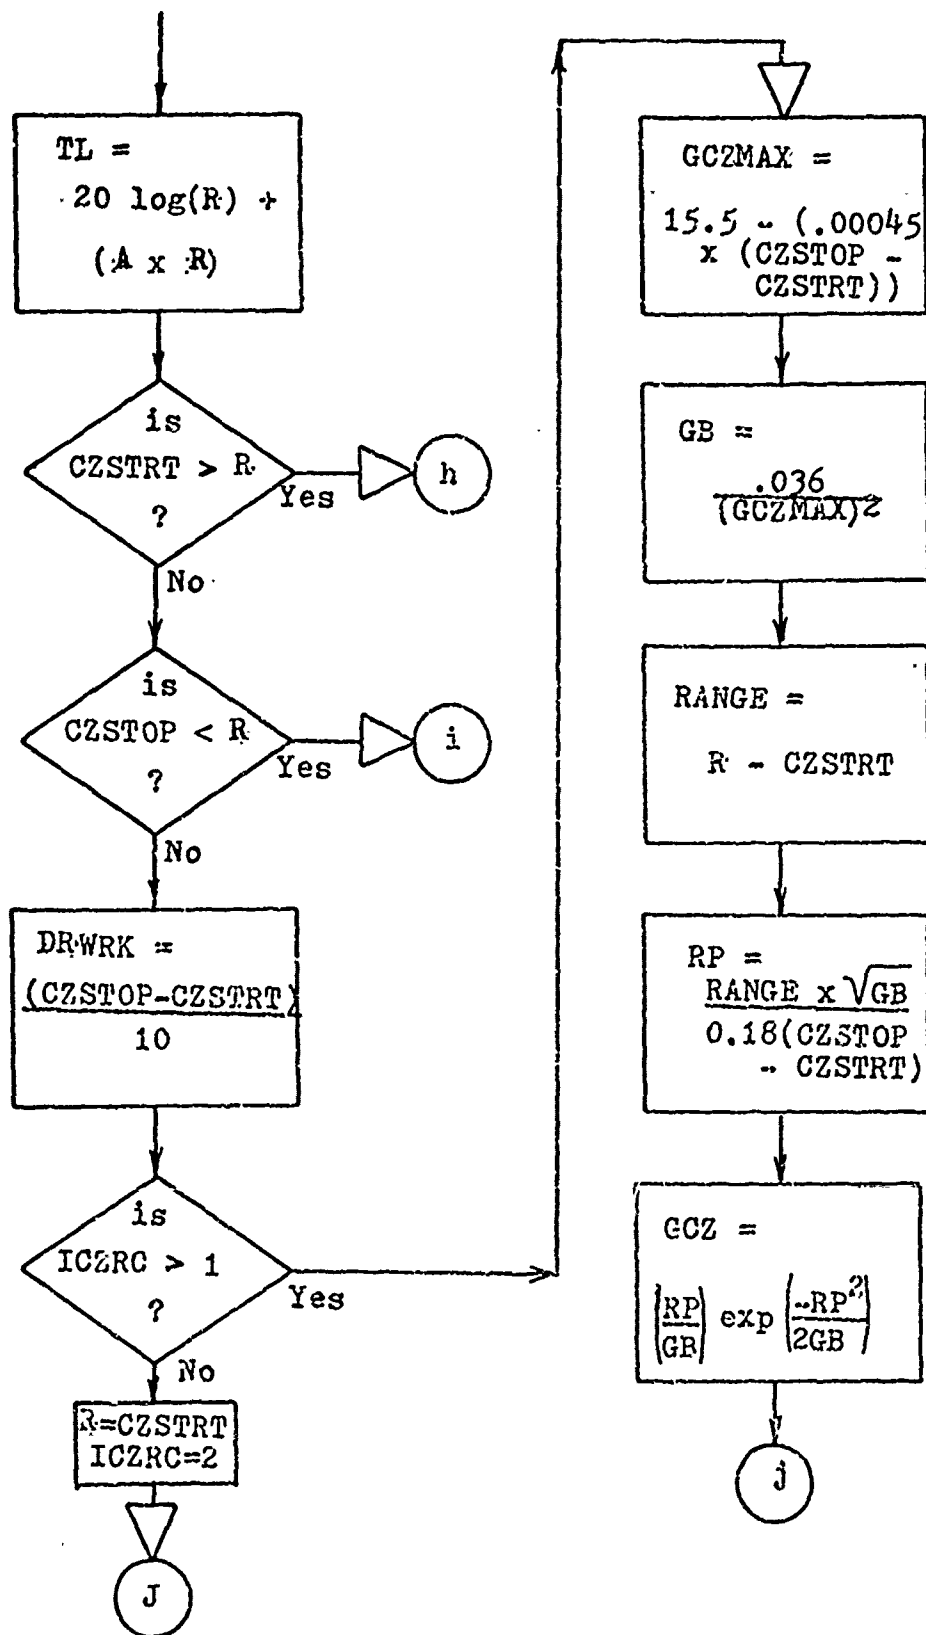 TL =
20 log(R) +
(A x R)
is
CZSTRT > R
?
Yes
h
No
is
CZSTOP < R
?
Yes
i
No
DRWRK =
(CZSTOP-CZSTRT)
10
is
ICZRC > 1
?
Yes
No
R=CZSTRT
ICZRC=2
J
GCZMAX =
15.5 - (.00045
x (CZSTOP -
CZSTRT))
GB =
.036
(GCZMAX)2
RANGE =
R - CZSTRT
RP =
RANGE x √GB
0.18(CZSTOP
- CZSTRT)
GCZ =
(RP/GB) exp (-RP2/2GB)
j